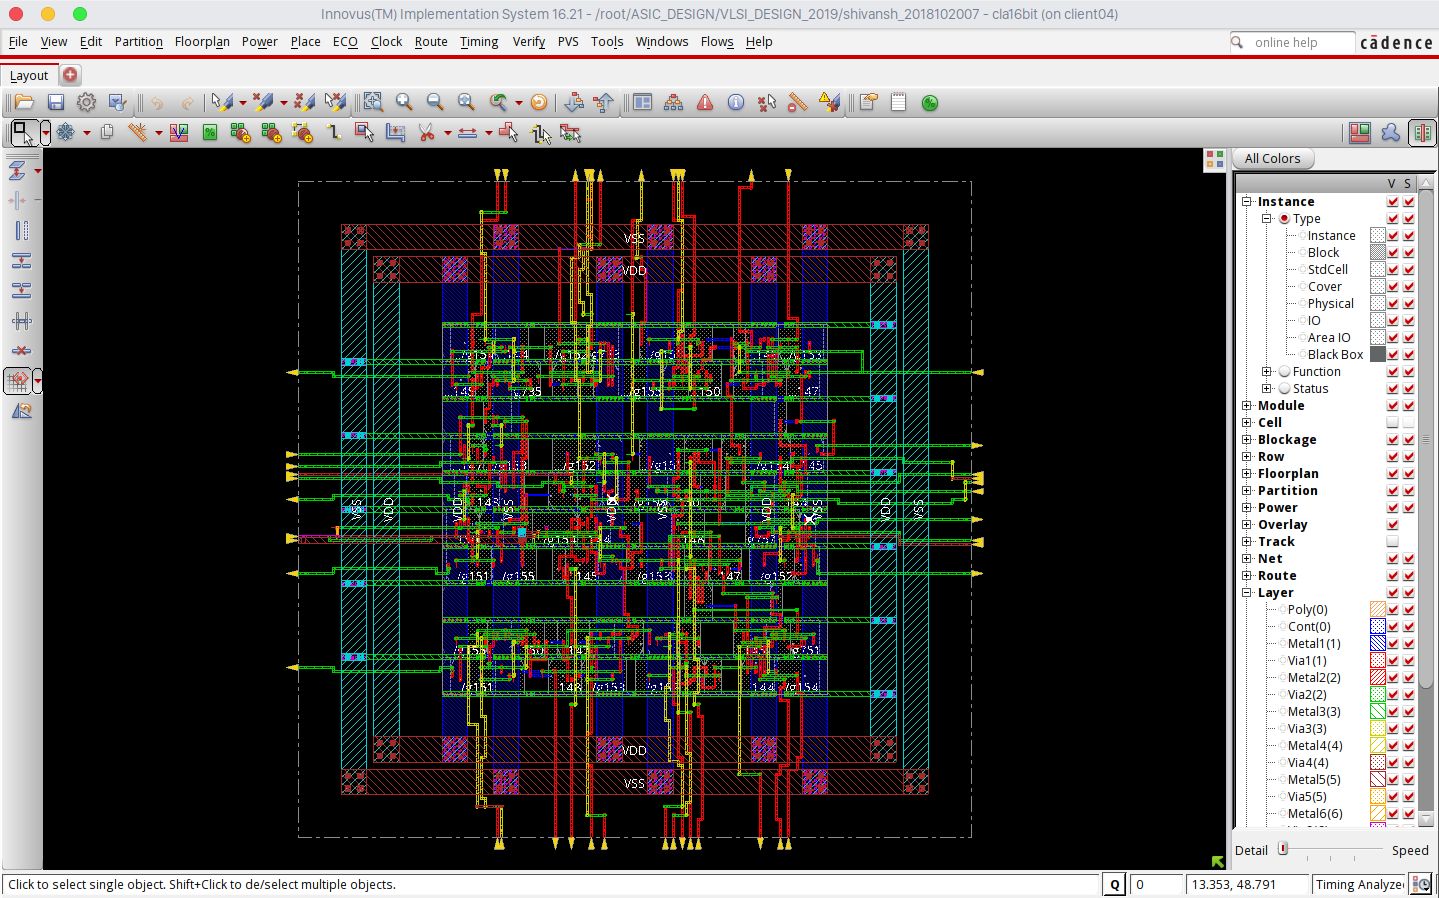 Innovus(TM) Implementation System 16.21 - /root/ASIC_DESIGN/VLSI_DESIGN_2019/shivansh_2018102007 - cla16bit (on client04)
File View Edit Partition Floorplan Power Place ECO Clock Route Timing Verify PVS Tools Windows Flows Help
online help
cādence
Layout
All Colors
V S
Instance
Type
Instance
Block
StdCell
Cover
Physical
IO
Area IO
Black Box
Function
Status
Module
Cell
Blockage
Row
Floorplan
Partition
Power
Overlay
Track
Net
Route
Layer
Poly(0)
Cont(0)
Metal1(1)
Via1(1)
Metal2(2)
Via2(2)
Metal3(3)
Via3(3)
Metal4(4)
Via4(4)
Metal5(5)
Via5(5)
Metal6(6)
Detail
Speed
VSS
VDD
VSS
VDD
VDD
VSS
VSS
VDD
VDD
VSS
VDD
VSS
Click to select single object. Shift+Click to de/select multiple objects.
Q
0
13.353, 48.791
Timing Analyze